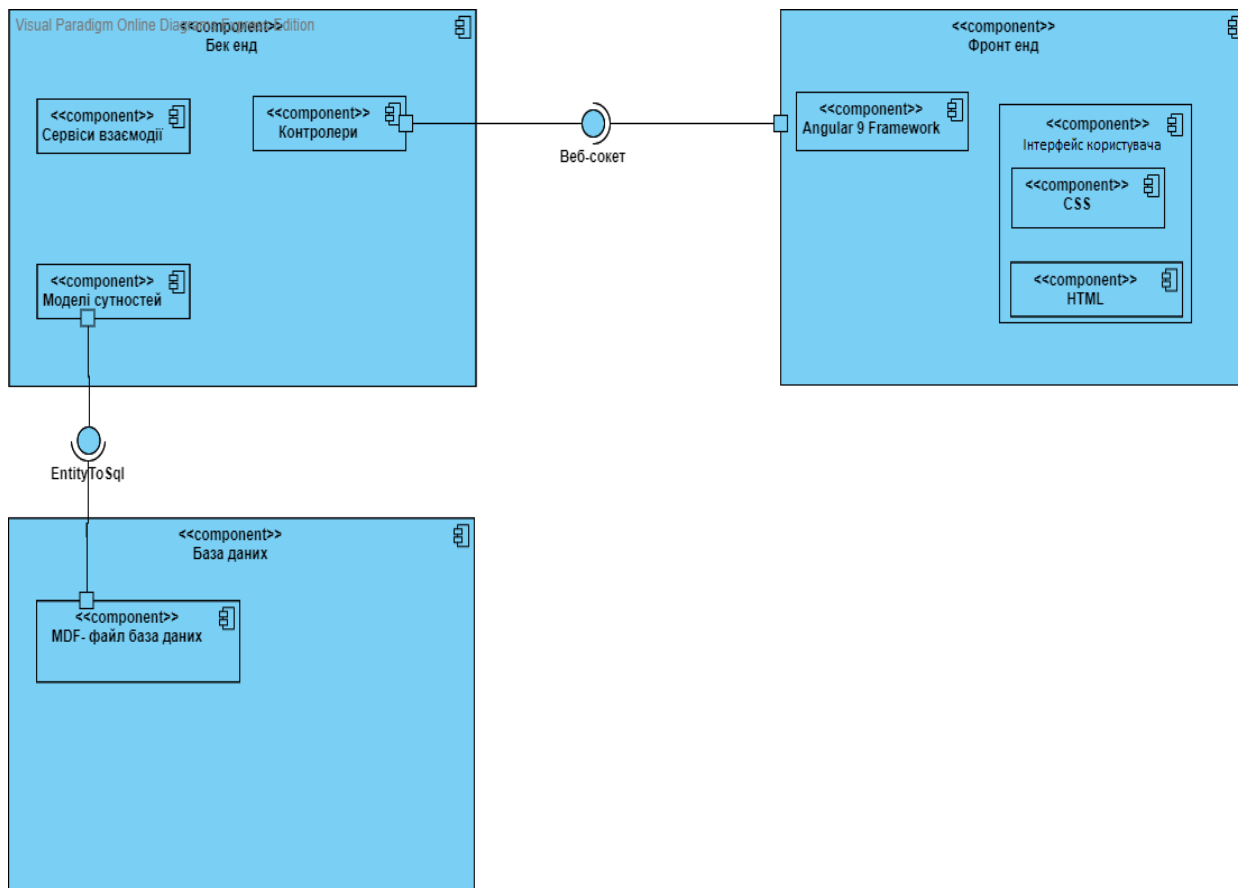 Visual Paradigm Online Diagrams Express Edition
<<component>>
Бек енд
<<component>>
Сервіси взаємодії
<<component>>
Контролери
<<component>>
Моделі сутностей
Веб-сокет
<<component>>
Фронт енд
<<component>>
Angular 9 Framework
<<component>>
Інтерфейс користувача
<<component>>
CSS
<<component>>
HTML
EntityToSql
<<component>>
База даних
<<component>>
MDF- файл база даних